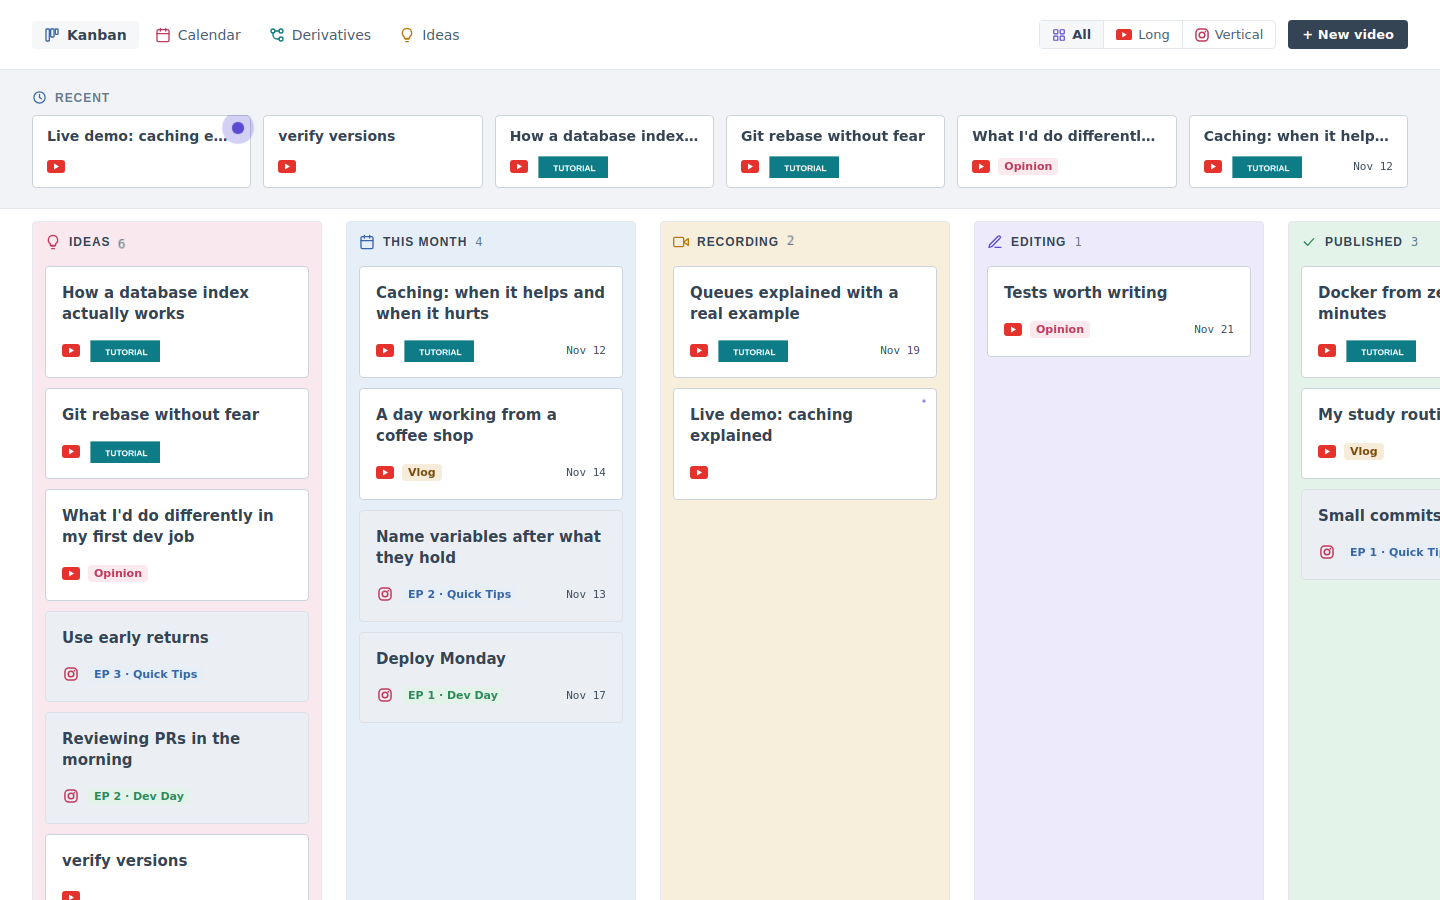 Kanban Calendar Derivatives Ideas
All Long Vertical + New video
RECENT
Live demo: caching e…
verify versions
How a database index…
TUTORIAL
Git rebase without fear
TUTORIAL
What I'd do differentl…
Opinion
Caching: when it help…
TUTORIAL Nov 12
IDEAS 6
How a database index
actually works
TUTORIAL
Git rebase without fear
TUTORIAL
What I'd do differently in
my first dev job
Opinion
Use early returns
EP 3 · Quick Tips
Reviewing PRs in the
morning
EP 2 · Dev Day
verify versions
THIS MONTH 4
Caching: when it helps and
when it hurts
TUTORIAL Nov 12
A day working from a
coffee shop
Vlog Nov 14
Name variables after what
they hold
EP 2 · Quick Tips Nov 13
Deploy Monday
EP 1 · Dev Day Nov 17
RECORDING 2
Queues explained with a
real example
TUTORIAL Nov 19
Live demo: caching
explained
EDITING 1
Tests worth writing
Opinion Nov 21
PUBLISHED 3
Docker from ze
minutes
TUTORIAL
My study routi
Vlog
Small commits
EP 1 · Quick Ti